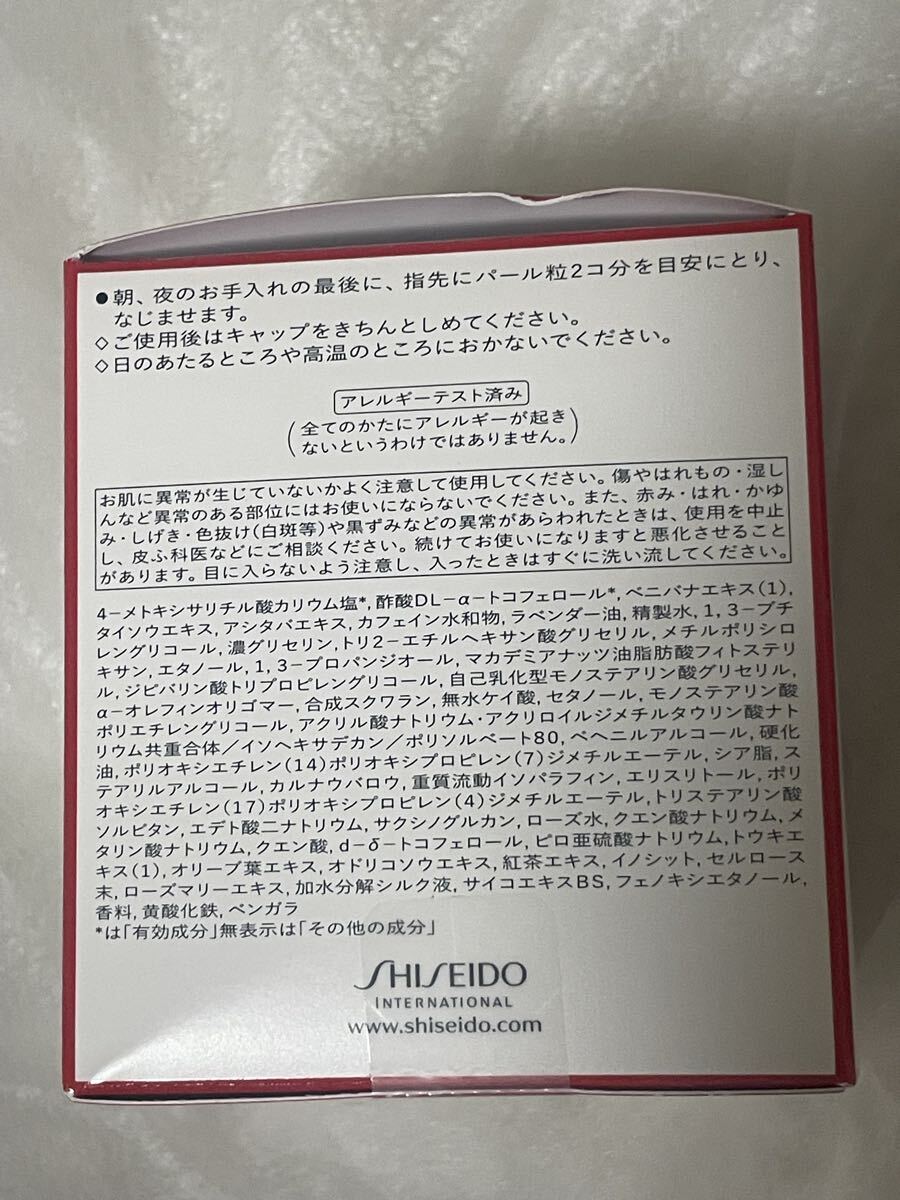 ●朝、夜のお手入れの最後に、指先にパール粒2コ分を目安にとり、
なじませます。
◇ご使用後はキャップをきちんとしめてください。
◇日のあたるところや高温のところにおかないでください。
アレルギーテスト済み
(全てのかたにアレルギーが起き
ないというわけではありません。)
お肌に異常が生じていないかよく注意して使用してください。傷やはれもの・湿し
んなど異常のある部位にはお使いにならないでください。また、赤み・はれ・かゆ
み・しげき・色抜け(白斑等)や黒ずみなどの異常があらわれたときは、使用を中止
し、皮ふ科医などにご相談ください。続けてお使いになりますと悪化させること
があります。目に入らないよう注意し、入ったときはすぐに洗い流してください。
4-メトキシサリチル酸カリウム塩*, 酢酸DL-α-トコフェロール*, ベニバナエキス(1),
タイソウエキス, アシタバエキス, カフェイン水和物, ラベンダー油, 精製水, 1, 3-ブチ
レングリコール, 濃グリセリン, トリ2-エチルヘキサン酸グリセリル, メチルポリシロ
キサン, エタノール, 1, 3-プロパンジオール, マカデミアナッツ油脂肪酸フィトステリ
ル, ジピバリン酸トリプロピレングリコール, 自己乳化型モノステアリン酸グリセリル,
α-オレフィンオリゴマー, 合成スクワラン, 無水ケイ酸, セタノール, モノステアリン酸
ポリエチレングリコール, アクリル酸ナトリウム・アクリロイルジメチルタウリン酸ナト
リウム共重合体/イソヘキサデカン/ポリソルベート80, ベヘニルアルコール, 硬化
油, ポリオキシエチレン(14)ポリオキシプロピレン(7)ジメチルエーテル, シア脂, ス
テアリルアルコール, カルナウバロウ, 重質流動イソパラフィン, エリスリトール, ポリ
オキシエチレン(17)ポリオキシプロピレン(4)ジメチルエーテル, トリステアリン酸
ソルビタン, エデト酸二ナトリウム, サクシノグルカン, ローズ水, クエン酸ナトリウム, メ
タリン酸ナトリウム, クエン酸, d-δ-トコフェロール, ピロ亜硫酸ナトリウム, トウキエ
キス(1), オリーブ葉エキス, オドリコソウエキス, 紅茶エキス, イノシット, セルロース
末, ローズマリーエキス, 加水分解シルク液, サイコエキスBS, フェノキシエタノール,
香料, 黄酸化鉄, ベンガラ
*は「有効成分」無表示は「その他の成分」
SHISEIDO
INTERNATIONAL
www.shiseido.com